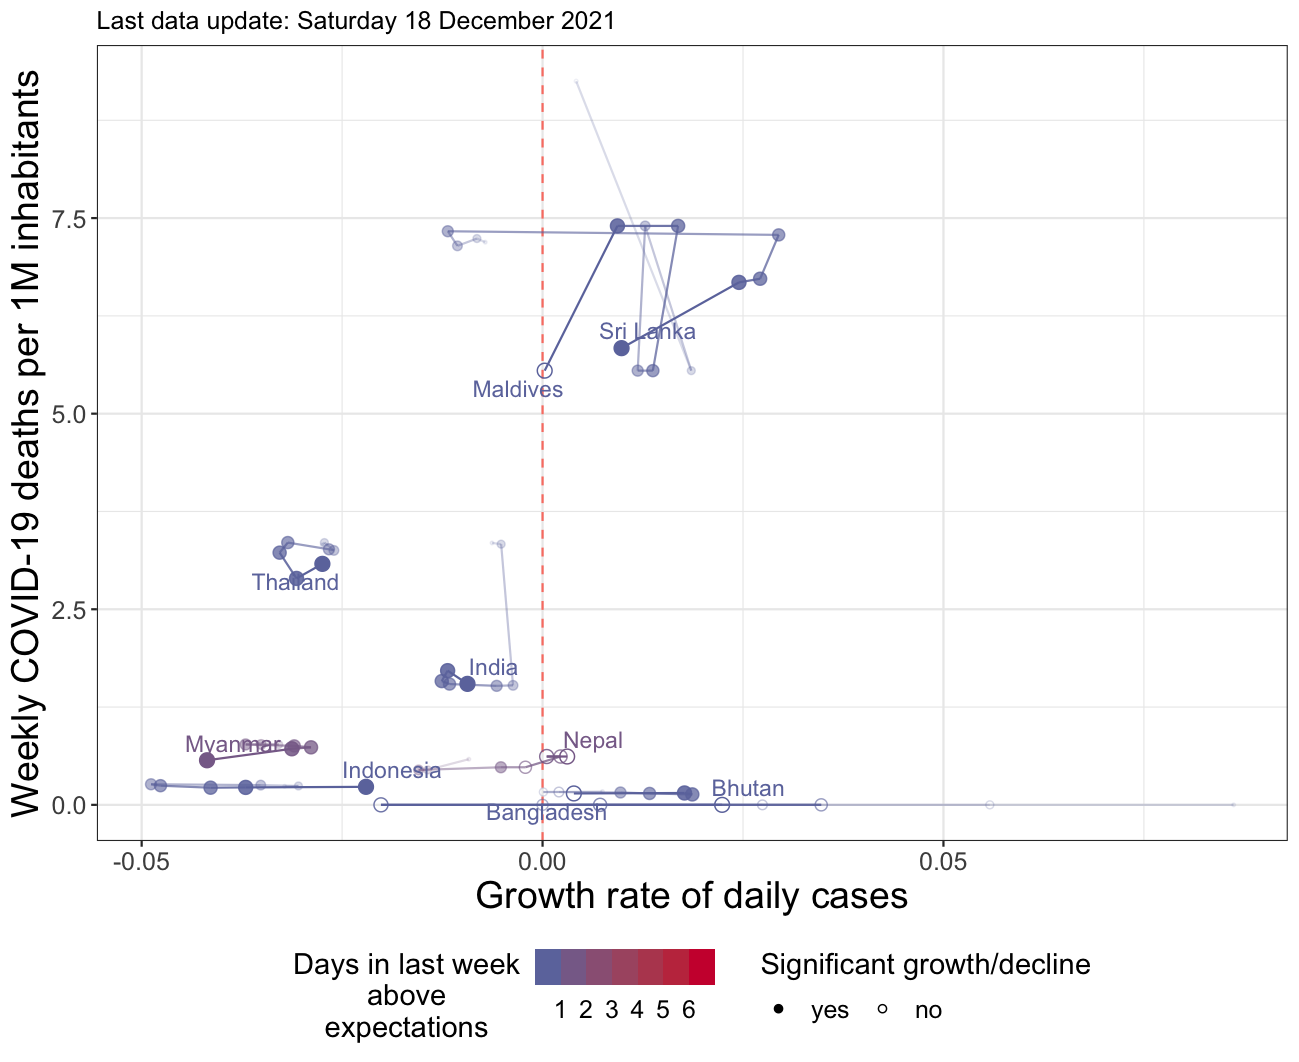 Last data update: Saturday 18 December 2021
Weekly COVID-19 deaths per 1M inhabitants
7.5
5.0
2.5
0.0
Sri Lanka
Maldives
Thailand
India
Myanmar
Nepal
Indonesia
Bhutan
Bangladesh
-0.05
0.00
0.05
Growth rate of daily cases
Days in last week
above
expectations
1 2 3 4 5 6
Significant growth/decline
yes
no